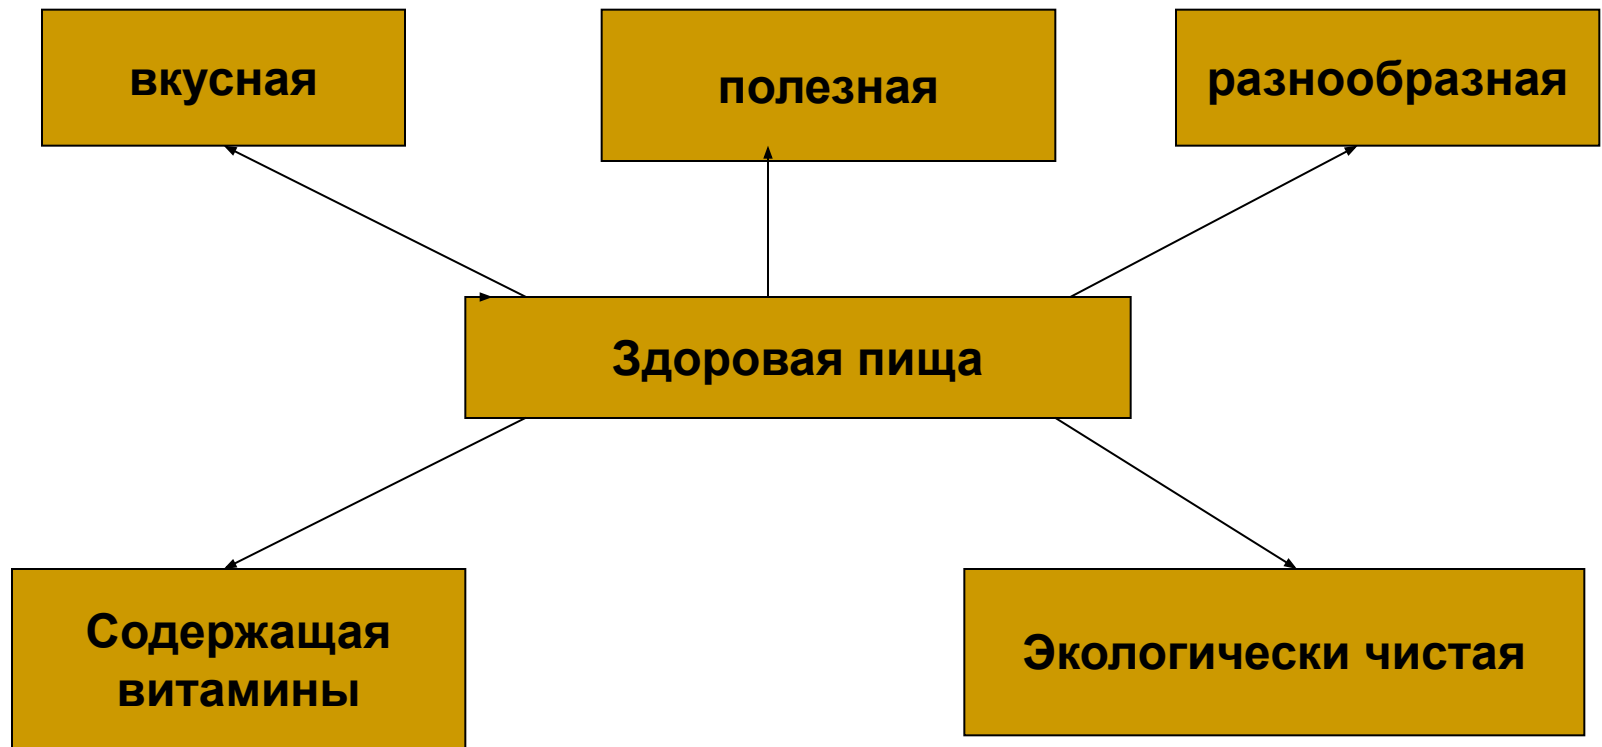 вкусная
полезная
разнообразная
Здоровая пища
Содержащая
витамины
Экологически чистая